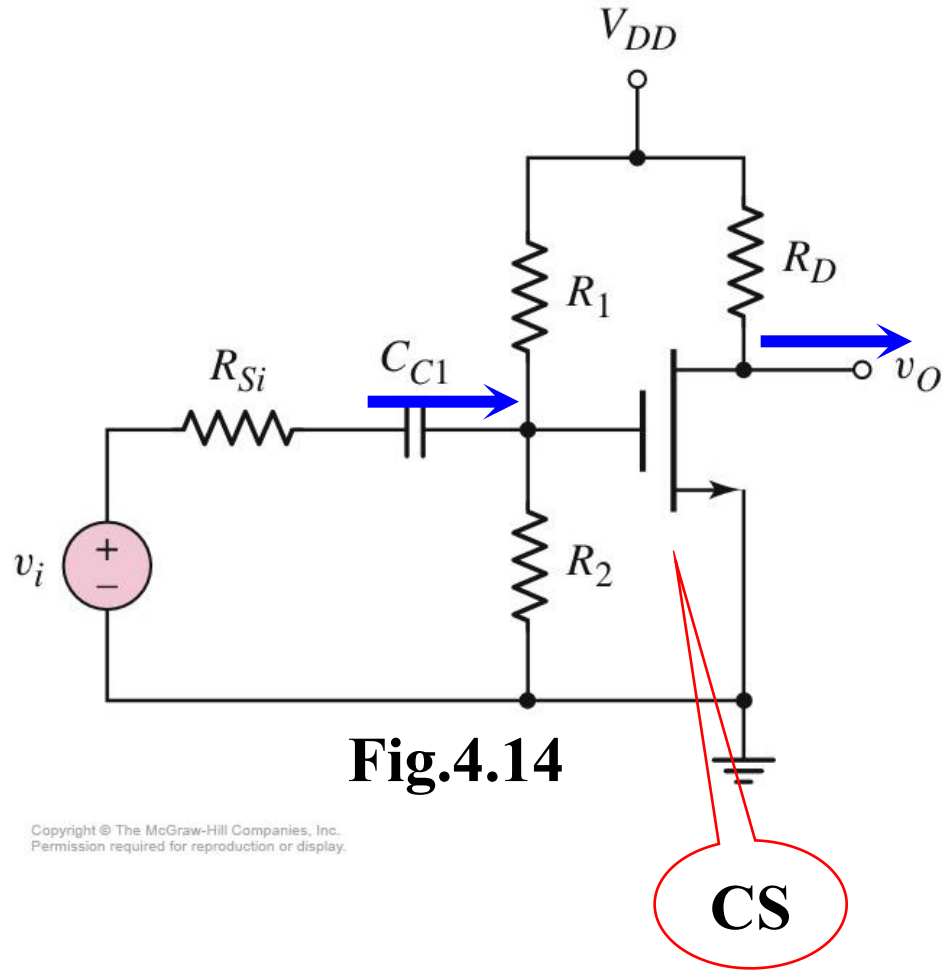 V_DD
R_D
R_1
C_C1
R_Si
v_O
+
−
v_i
R_2
Fig.4.14
Copyright © The McGraw-Hill Companies, Inc.
Permission required for reproduction or display.
CS